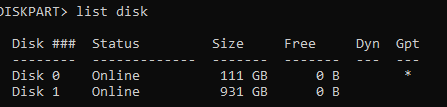 DISKPART> list disk
Disk ### Status Size Free Dyn Gpt
-------- ------------- ------- ------- --- ---
Disk 0 Online 111 GB 0 B *
Disk 1 Online 931 GB 0 B